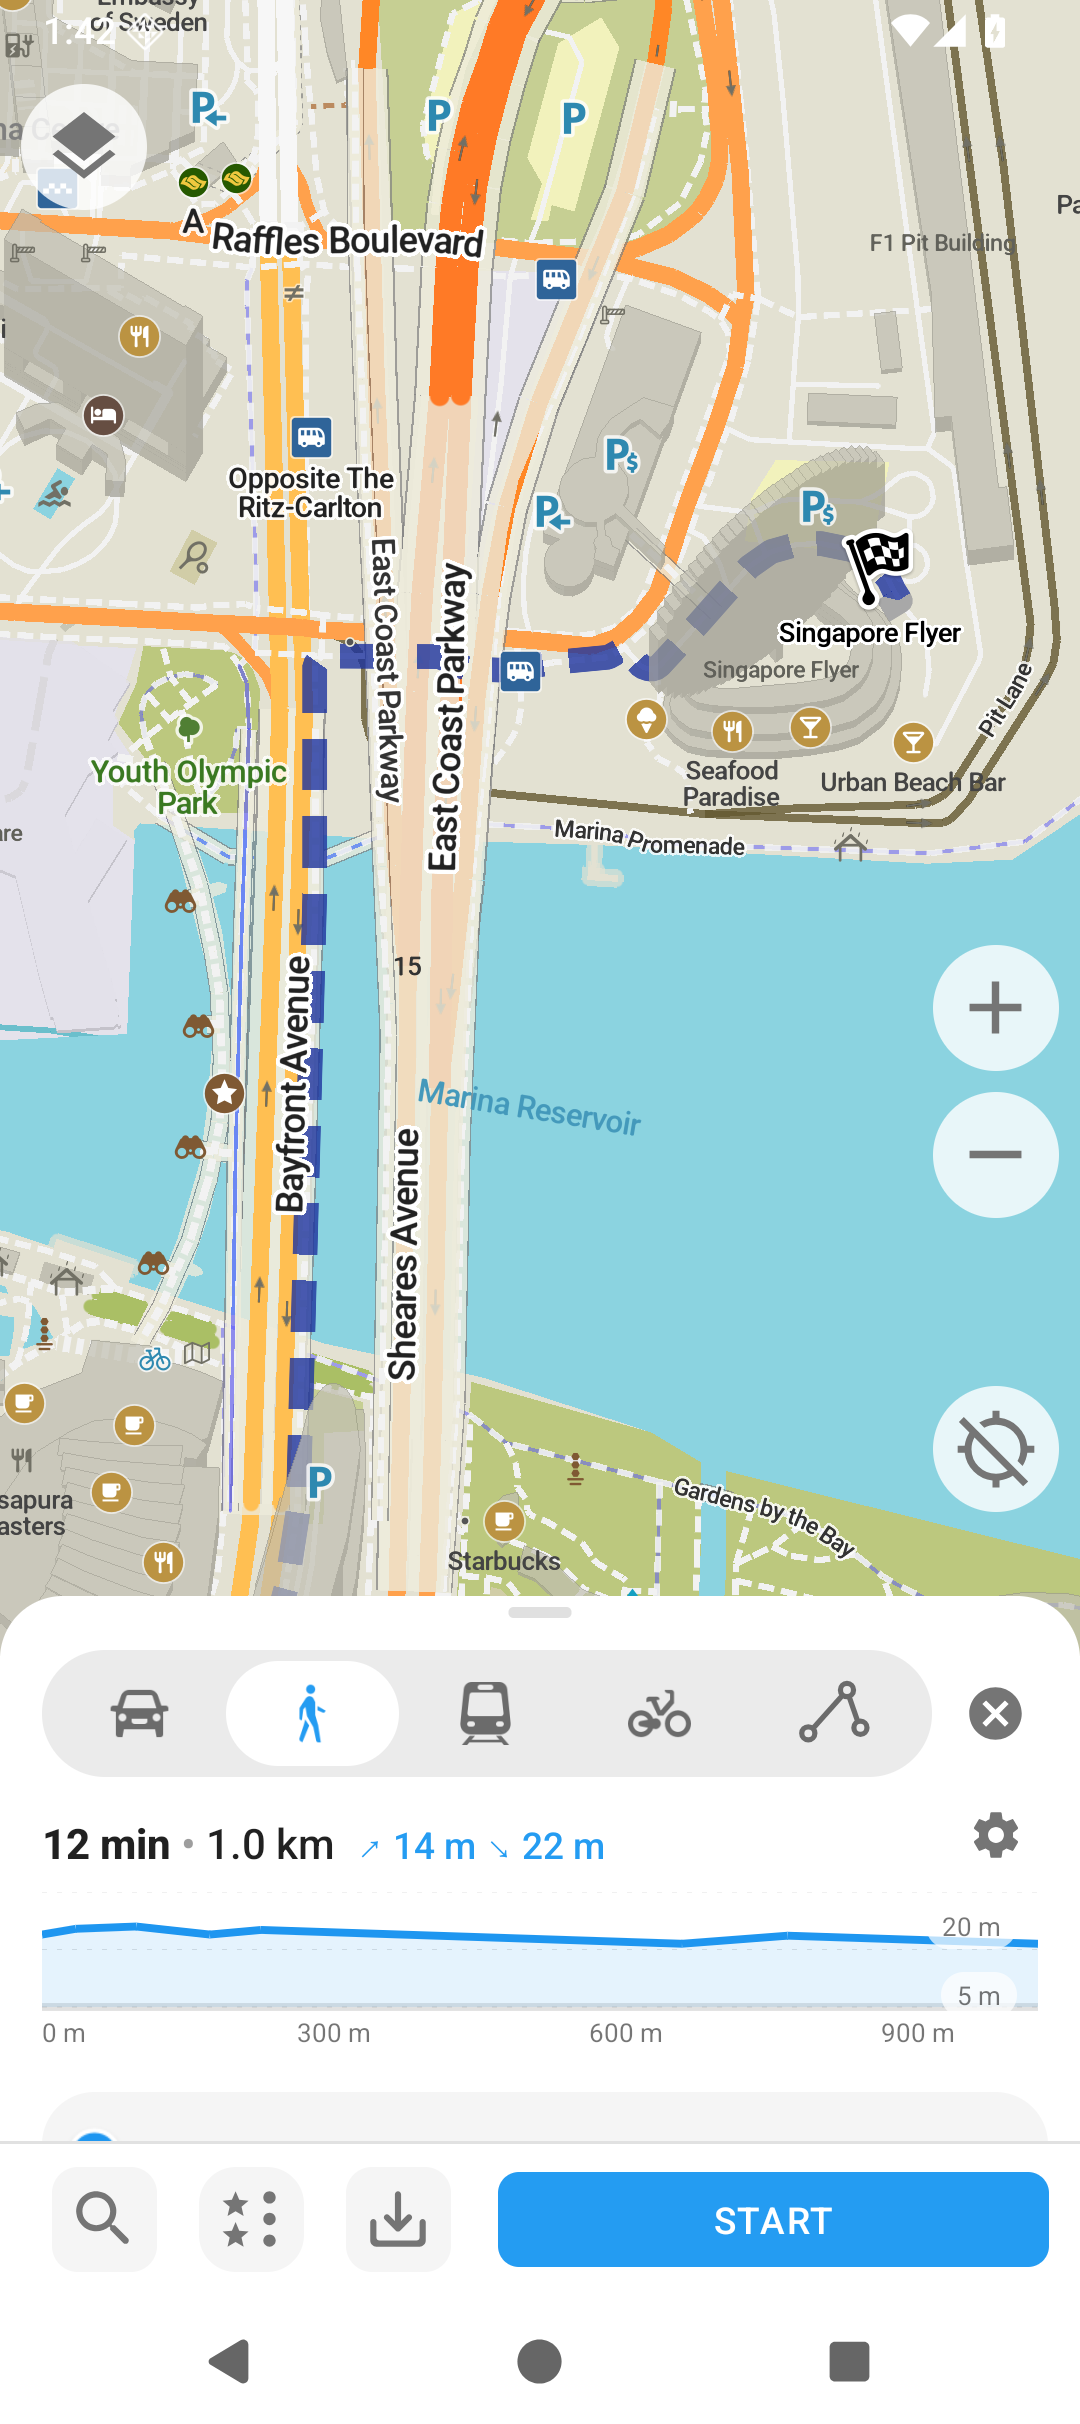 Embassy
of Sweden
1:42
P
P
P
A
Raffles Boulevard
F1 Pit Building
Pa
Opposite The
Ritz-Carlton
P$
P
P$
East Coast Parkway
East Coast Parkway
Singapore Flyer
Singapore Flyer
Pit Lane
Youth Olympic
Park
Seafood
Paradise
Urban Beach Bar
are
Marina Promenade
15
Bayfront Avenue
Marina Reservoir
Sheares Avenue
P
sapura
asters
Gardens by the Bay
Starbucks
12 min • 1.0 km 14 m 22 m
20 m
5 m
0 m 300 m 600 m 900 m
START